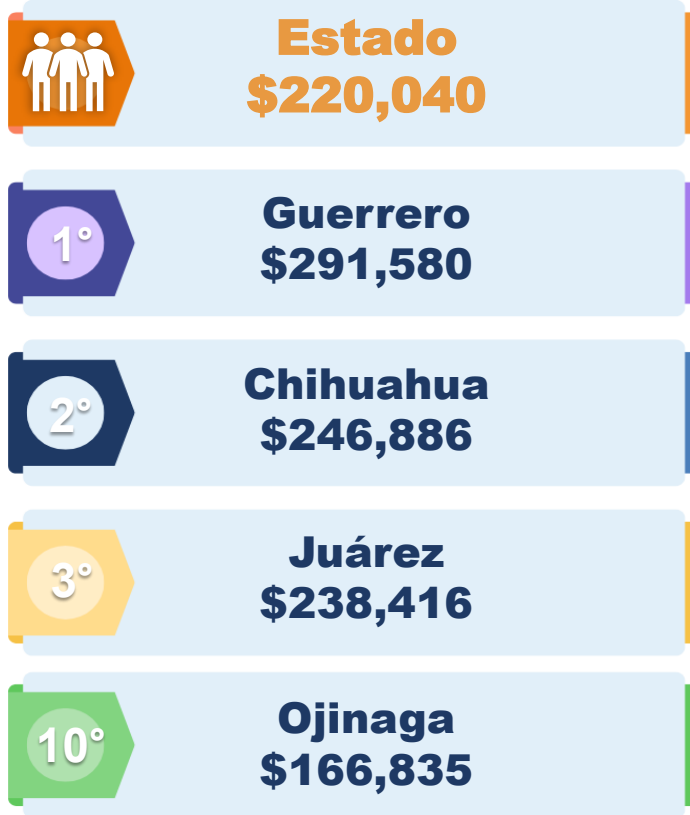 Estado
$220,040
1°
Guerrero
$291,580
2°
Chihuahua
$246,886
3°
Juárez
$238,416
10°
Ojinaga
$166,835